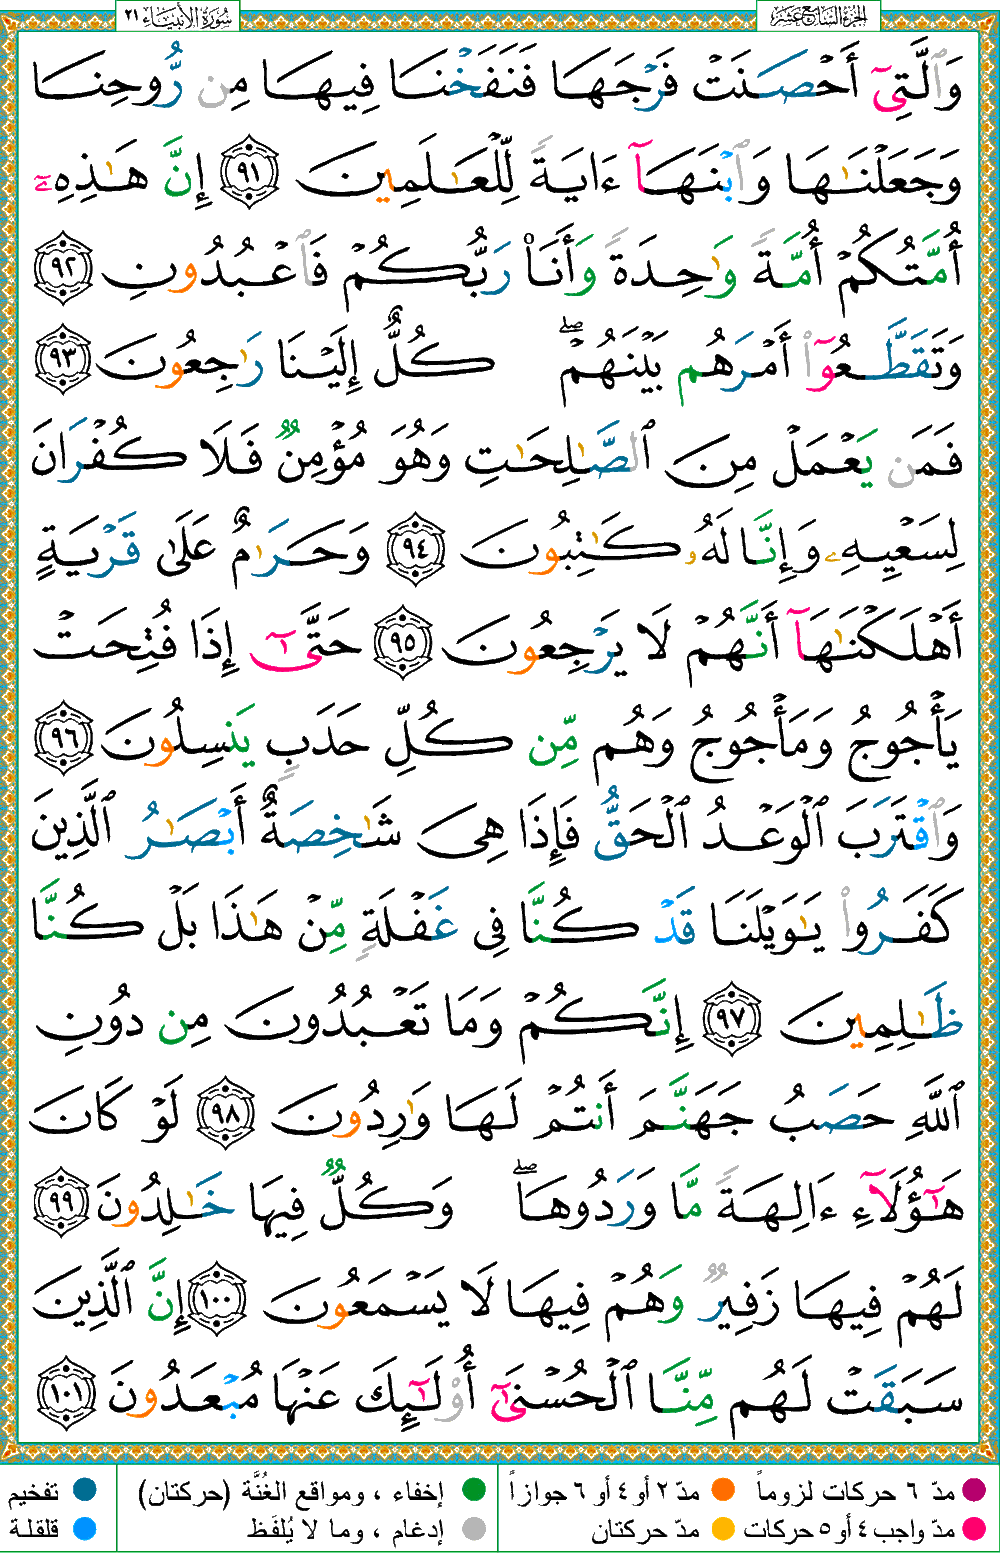 الجزء السابع عشر
سُورَةُ الأنبيَاء ٢١
وَٱلَّتِىٓ أَحْصَنَتْ فَرْجَهَا فَنَفَخْنَا فِيهَا مِن رُّوحِنَا
وَجَعَلْنَٰهَا وَٱبْنَهَآ ءَايَةً لِّلْعَٰلَمِينَ ٩١ إِنَّ هَٰذِهِۦٓ
أُمَّتُكُمْ أُمَّةً وَٰحِدَةً وَأَنَا۠ رَبُّكُمْ فَٱعْبُدُونِ ٩٢
وَتَقَطَّعُوٓا۟ أَمْرَهُم بَيْنَهُمْ ۖ كُلٌّ إِلَيْنَا رَٰجِعُونَ ٩٣
فَمَن يَعْمَلْ مِنَ ٱلصَّٰلِحَٰتِ وَهُوَ مُؤْمِنٌ فَلَا كُفْرَانَ
لِسَعْيِهِۦ وَإِنَّا لَهُۥ كَٰتِبُونَ ٩٤ وَحَرَٰمٌ عَلَىٰ قَرْيَةٍ
أَهْلَكْنَٰهَآ أَنَّهُمْ لَا يَرْجِعُونَ ٩٥ حَتَّىٰٓ إِذَا فُتِحَتْ
يَأْجُوجُ وَمَأْجُوجُ وَهُم مِّن كُلِّ حَدَبٍ يَنسِلُونَ ٩٦
وَٱقْتَرَبَ ٱلْوَعْدُ ٱلْحَقُّ فَإِذَا هِىَ شَٰخِصَةٌ أَبْصَٰرُ ٱلَّذِينَ
كَفَرُوا۟ يَٰوَيْلَنَا قَدْ كُنَّا فِى غَفْلَةٍ مِّنْ هَٰذَا بَلْ كُنَّا
ظَٰلِمِينَ ٩٧ إِنَّكُمْ وَمَا تَعْبُدُونَ مِن دُونِ
ٱللَّهِ حَصَبُ جَهَنَّمَ أَنتُمْ لَهَا وَٰرِدُونَ ٩٨ لَوْ كَانَ
هَٰٓؤُلَآءِ ءَالِهَةً مَّا وَرَدُوهَا ۖ وَكُلٌّ فِيهَا خَٰلِدُونَ ٩٩
لَهُمْ فِيهَا زَفِيرٌ وَهُمْ فِيهَا لَا يَسْمَعُونَ ١٠٠ إِنَّ ٱلَّذِينَ
سَبَقَتْ لَهُم مِّنَّا ٱلْحُسْنَىٰٓ أُو۟لَٰٓئِكَ عَنْهَا مُبْعَدُونَ ١٠١
مدّ ٦ حركات لزوماً مدّ ٢ أو ٤ أو ٦ جوازاً إخفاء ، ومواقع الغُنَّة (حركتان) تفخيم
مدّ واجب ٤ أو ٥ حركات مدّ حركتان إدغام ، وما لا يُلفَظ قلقلة